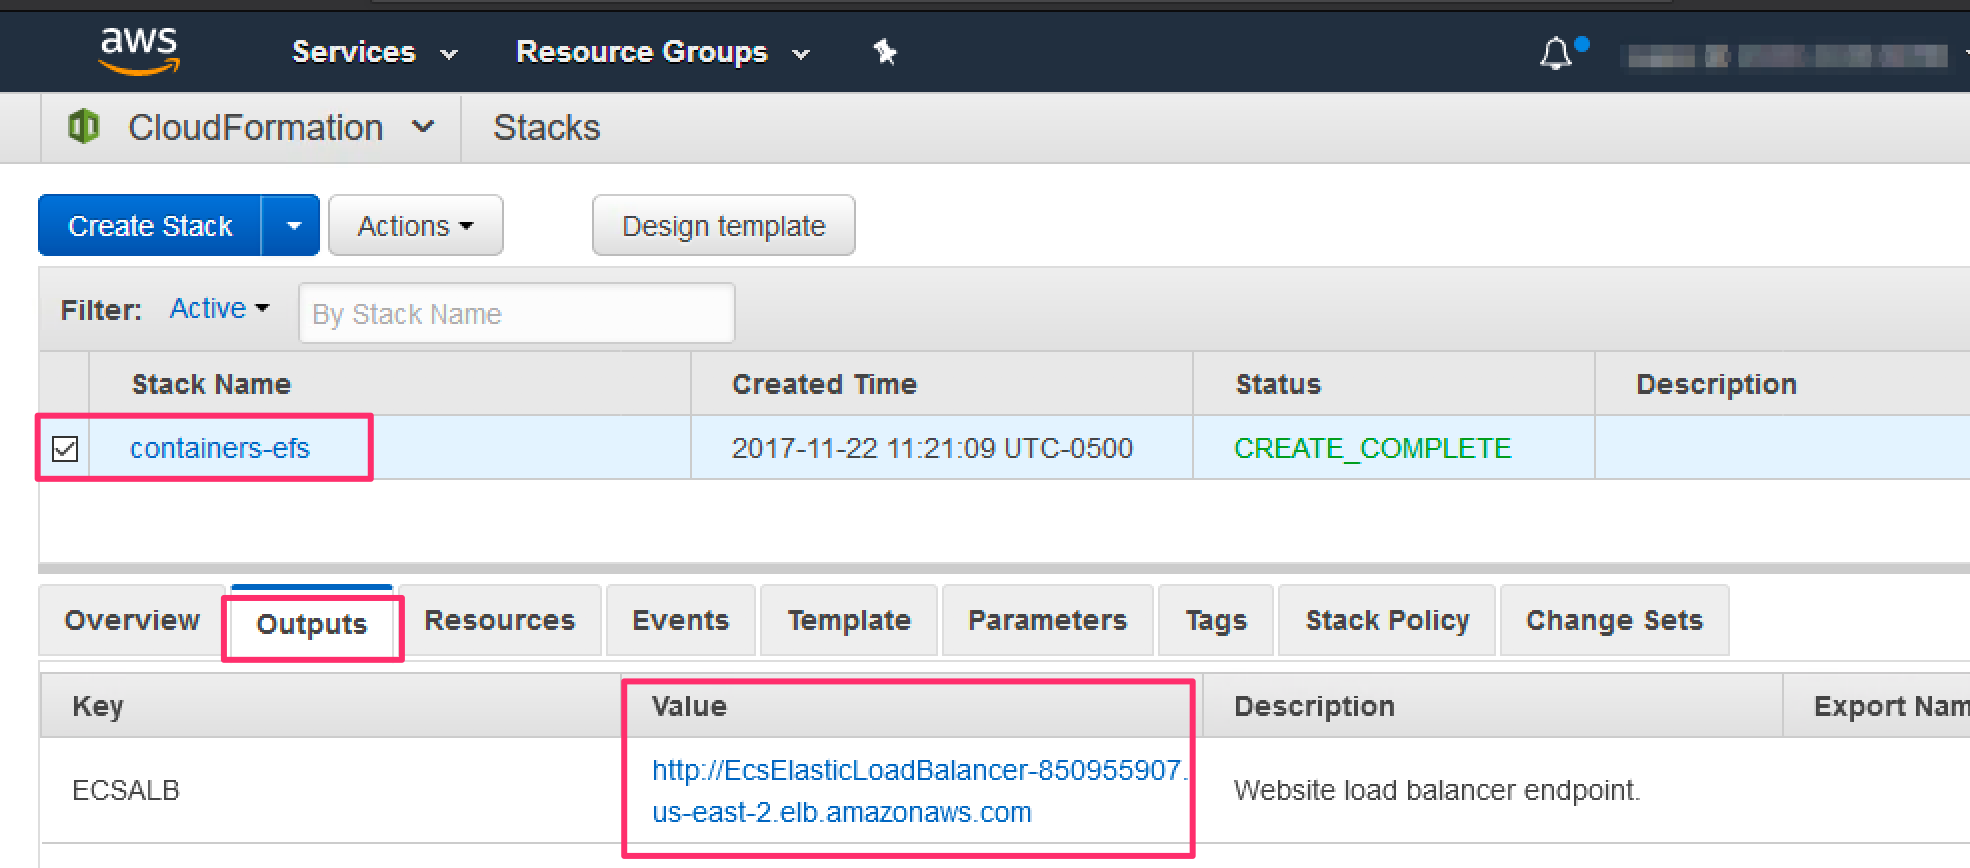 aws Services Resource Groups
CloudFormation Stacks
Create Stack Actions Design template
Filter: Active By Stack Name
Stack Name Created Time Status Description
containers-efs 2017-11-22 11:21:09 UTC-0500 CREATE_COMPLETE
Overview Outputs Resources Events Template Parameters Tags Stack Policy Change Sets
Key Value Description Export Nam
ECSALB http://EcsElasticLoadBalancer-850955907. Website load balancer endpoint.
us-east-2.elb.amazonaws.com